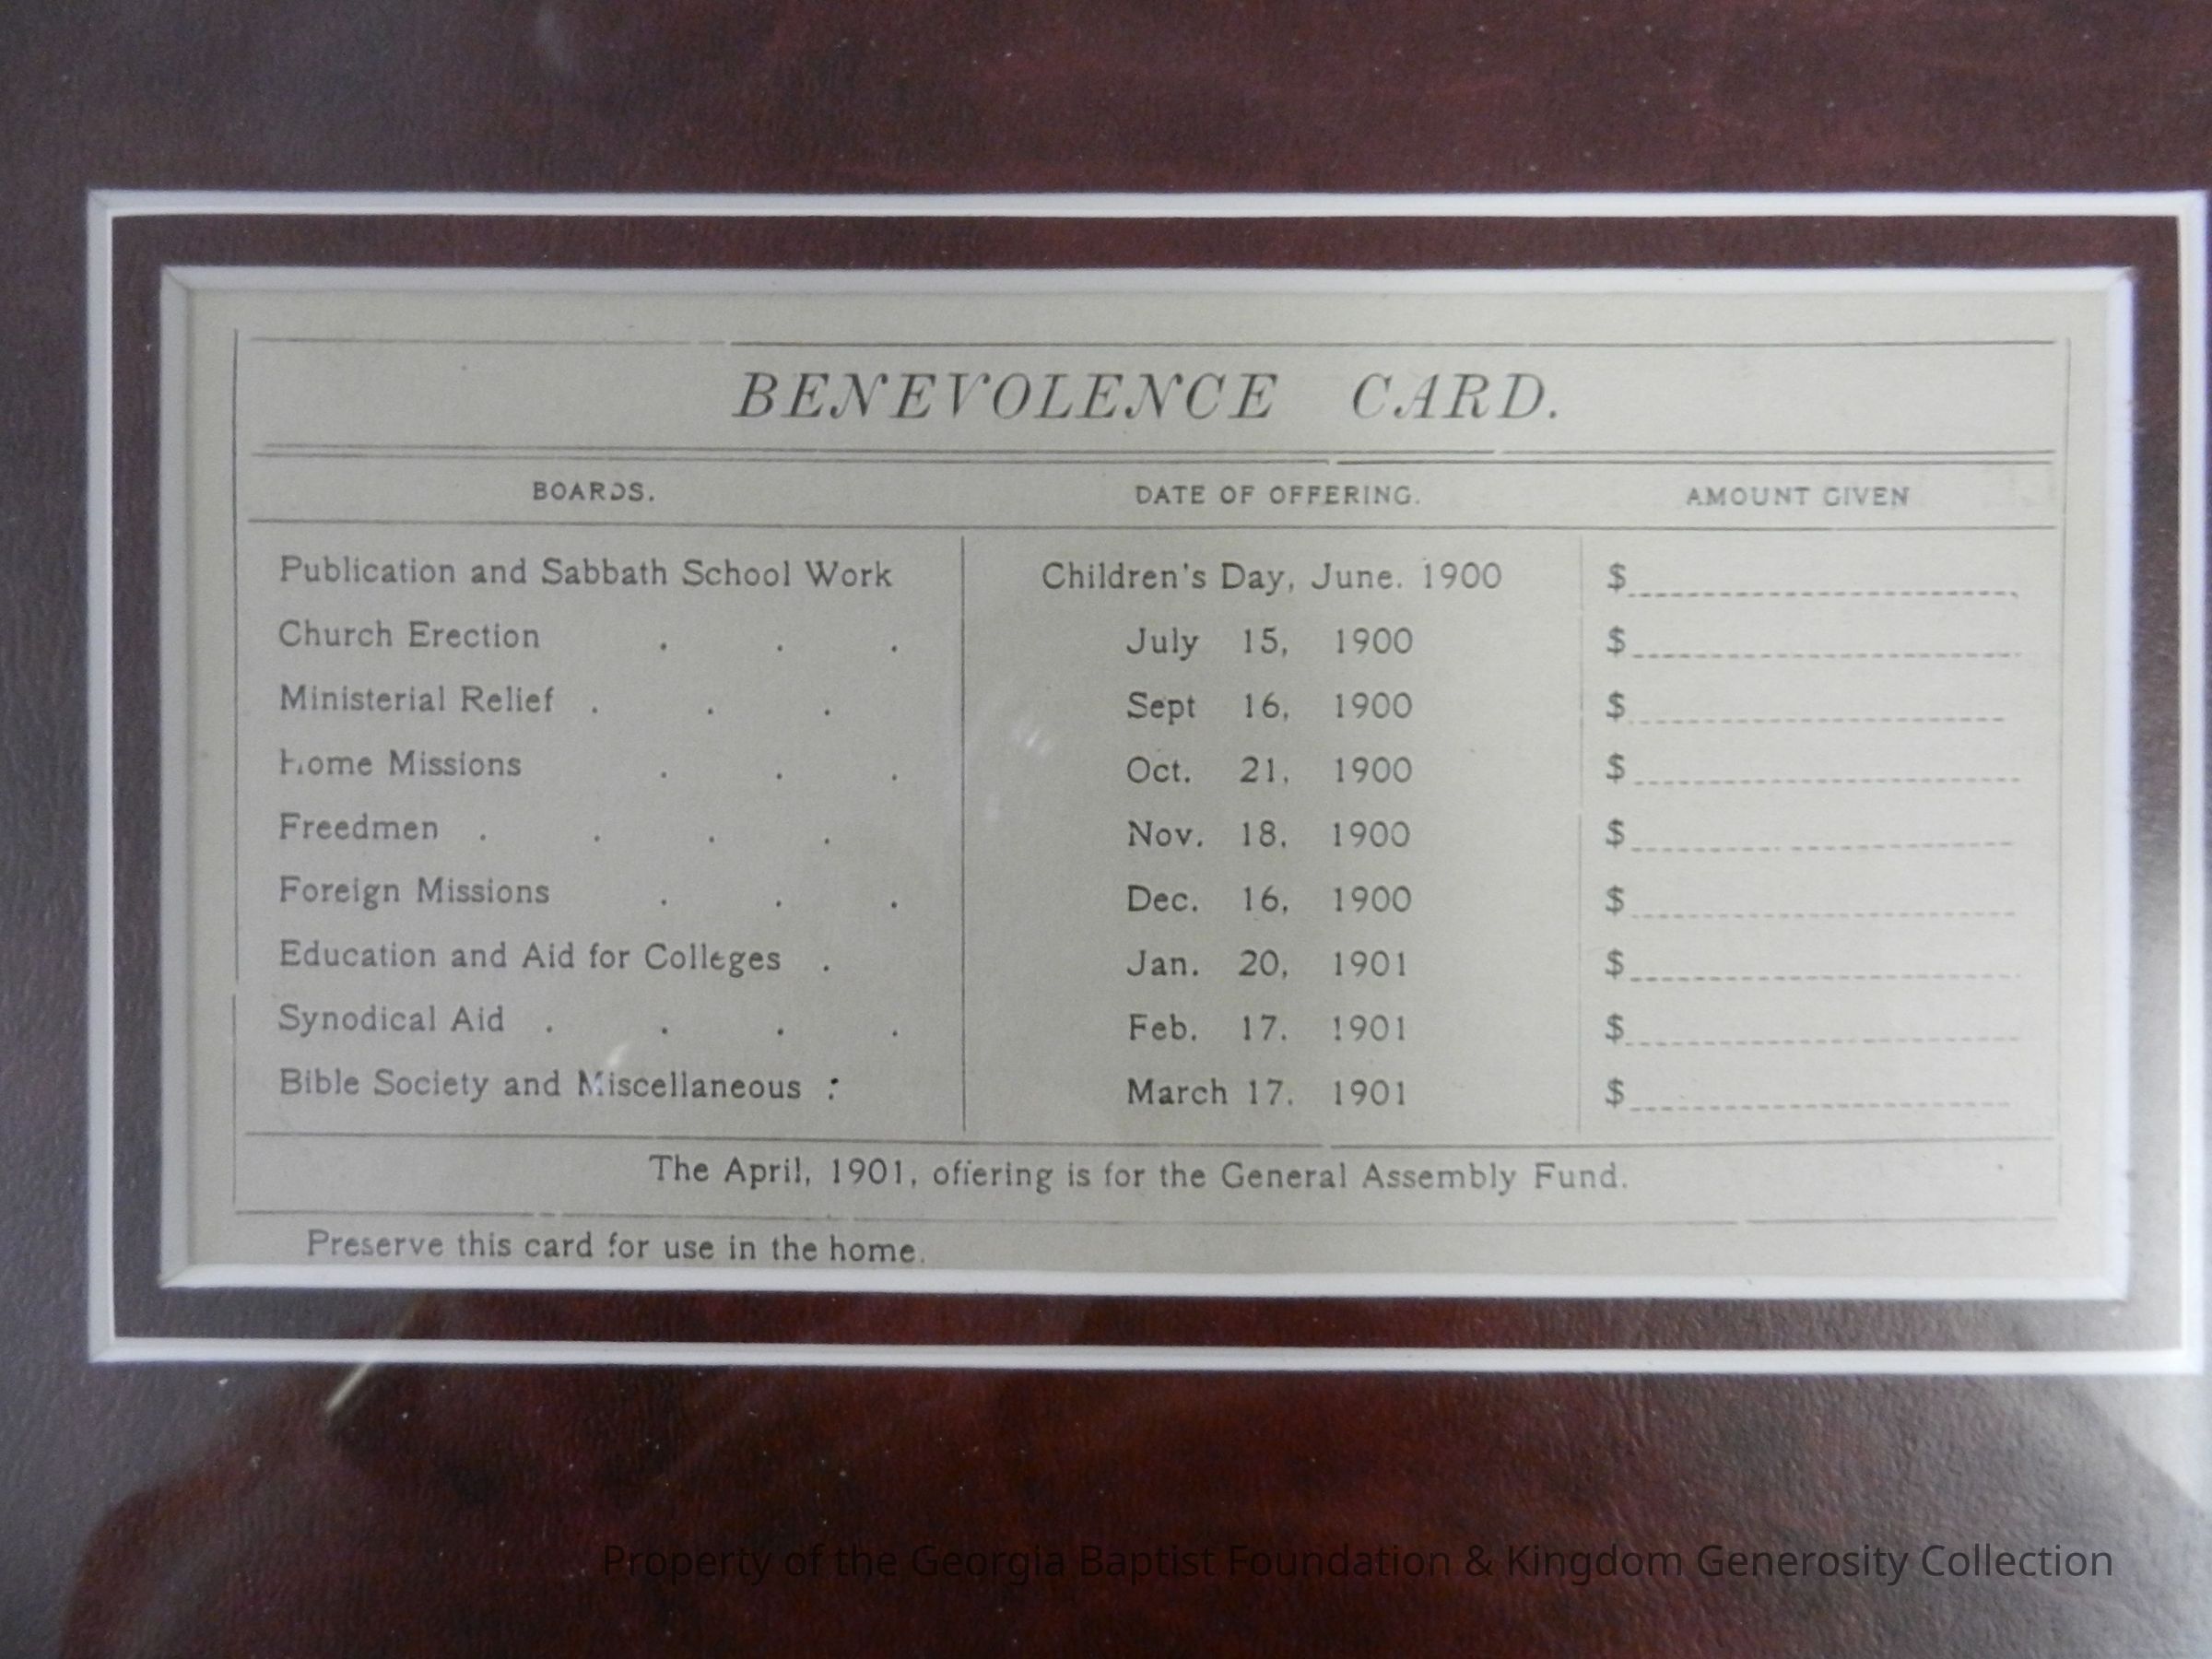 BENEVOLENCE CARD.
BOARDS. DATE OF OFFERING. AMOUNT GIVEN
Publication and Sabbath School Work Children's Day, June. 1900 $
Church Erection . . . July 15, 1900 $
Ministerial Relief . . . Sept 16, 1900 $
Home Missions . . . Oct. 21, 1900 $
Freedmen . . . . Nov. 18, 1900 $
Foreign Missions . . . Dec. 16, 1900 $
Education and Aid for Colleges . Jan. 20, 1901 $
Synodical Aid . . . . Feb. 17. 1901 $
Bible Society and Miscellaneous : March 17. 1901 $
The April, 1901, offering is for the General Assembly Fund.
Preserve this card for use in the home.
Property of the Georgia Baptist Foundation & Kingdom Generosity Collection